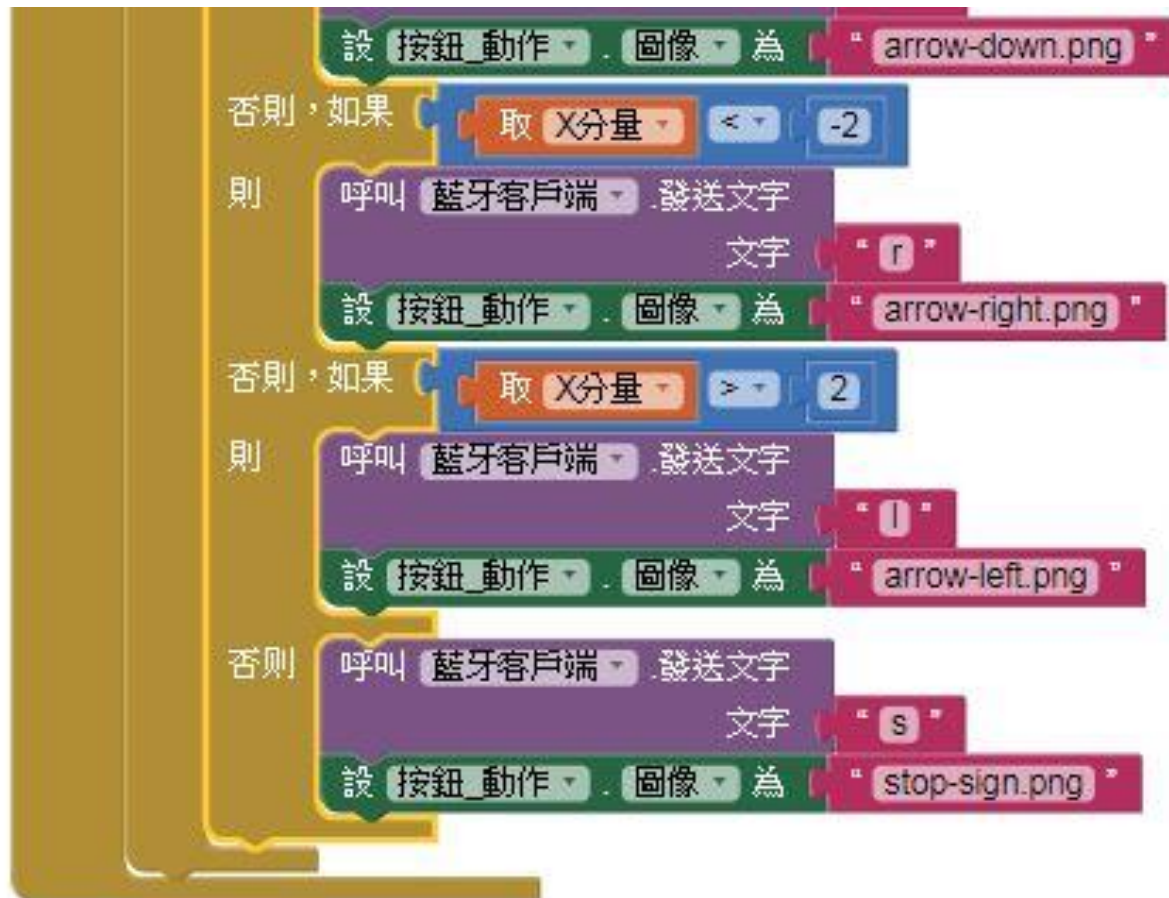 設 按鈕_動作 . 圖像 為 “ arrow-down.png ”
否則，如果 取 X分量 < -2
則 呼叫 藍牙客戶端 .發送文字
文字 “ r ”
設 按鈕_動作 . 圖像 為 “ arrow-right.png ”
否則，如果 取 X分量 > 2
則 呼叫 藍牙客戶端 .發送文字
文字 “ l ”
設 按鈕_動作 . 圖像 為 “ arrow-left.png ”
否则 呼叫 藍牙客戶端 .發送文字
文字 “ s ”
設 按鈕_動作 . 圖像 為 “ stop-sign.png ”